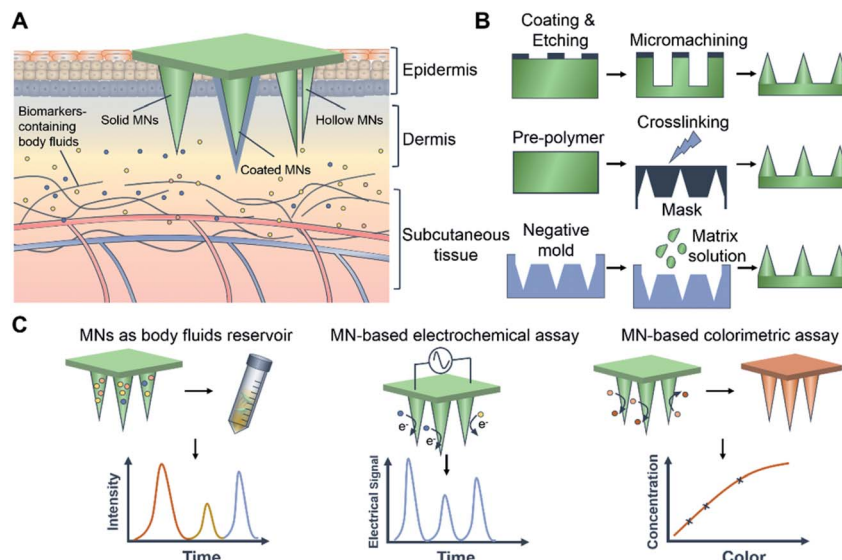 A
Epidermis
Solid MNs
Hollow MNs
Biomarkers-
containing
body fluids
Dermis
Coated MNs
Subcutaneous
tissue
B
Coating &
Etching
Micromachining
Pre-polymer
Crosslinking
Mask
Negative
mold
Matrix
solution
C
MNs as body fluids reservoir
Intensity
Time
MN-based electrochemical assay
e-
e-
e-
Electrical Signal
Time
MN-based colorimetric assay
Concentration
Color